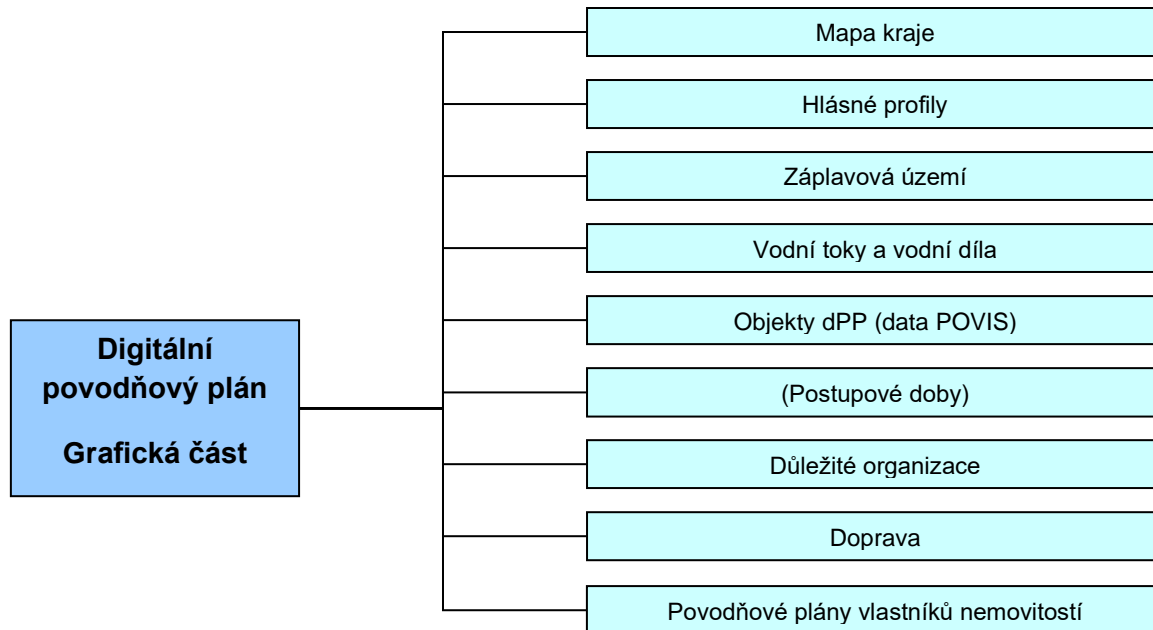 Mapa kraje
Hlásné profily
Záplavová území
Vodní toky a vodní díla
Objekty dPP (data POVIS)
Digitální
povodňový plán
Grafická část
(Postupové doby)
Důležité organizace
Doprava
Povodňové plány vlastníků nemovitostí